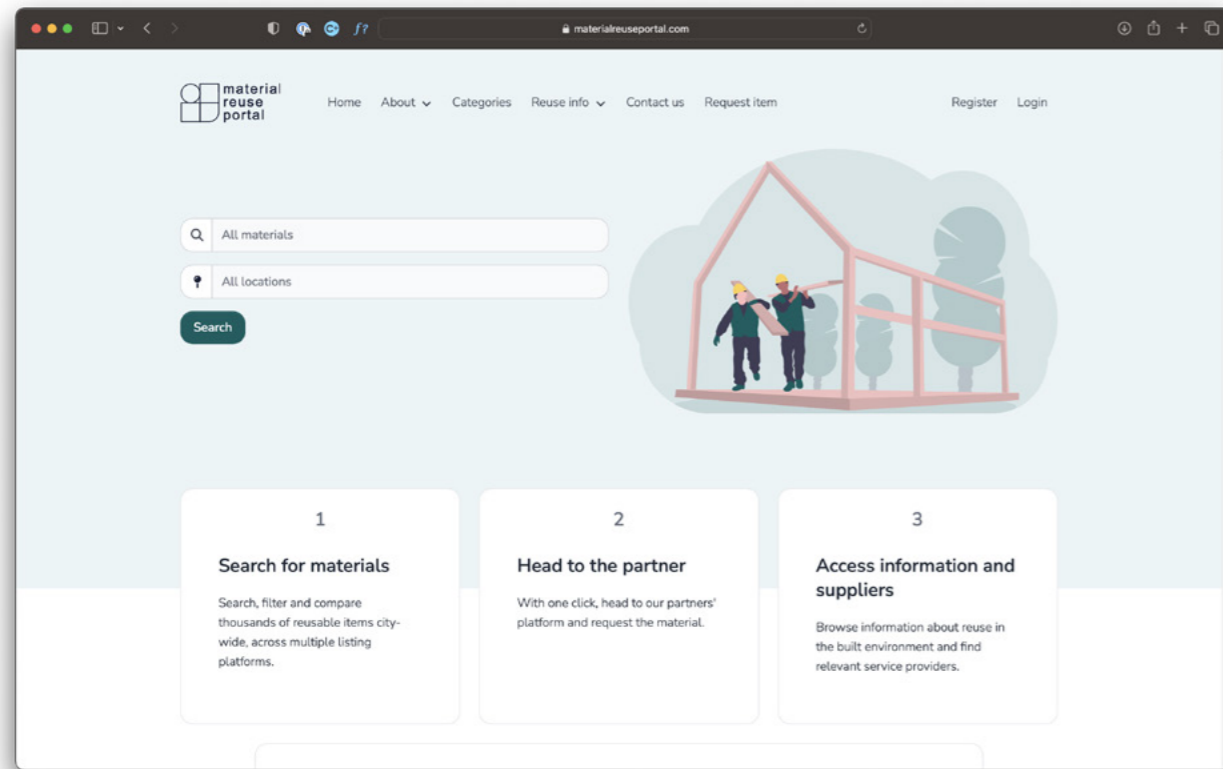 materialreuseportal.com
material
reuse
portal
Home About Categories Reuse info Contact us Request item Register Login
All materials
All locations
Search
1
Search for materials
Search, filter and compare
thousands of reusable items city-
wide, across multiple listing
platforms.
2
Head to the partner
With one click, head to our partners'
platform and request the material.
3
Access information and
suppliers
Browse information about reuse in
the built environment and find
relevant service providers.